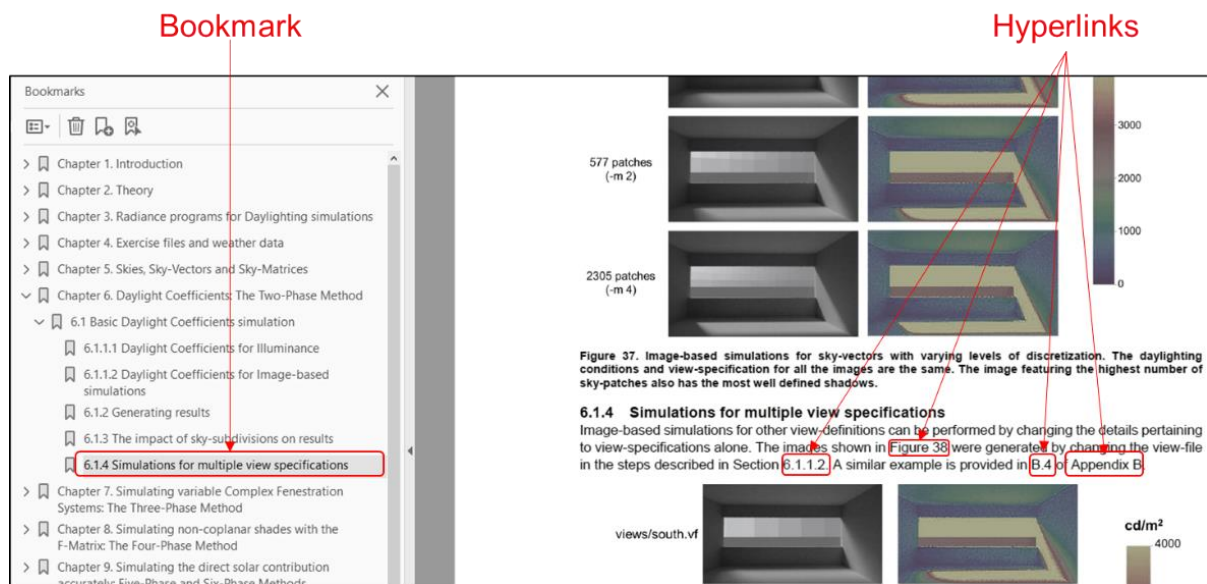 Bookmark
Hyperlinks
Bookmarks
Chapter 1. Introduction
Chapter 2. Theory
Chapter 3. Radiance programs for Daylighting simulations
Chapter 4. Exercise files and weather data
Chapter 5. Skies, Sky-Vectors and Sky-Matrices
Chapter 6. Daylight Coefficients: The Two-Phase Method
6.1 Basic Daylight Coefficients simulation
6.1.1.1 Daylight Coefficients for Illuminance
6.1.1.2 Daylight Coefficients for Image-based
simulations
6.1.2 Generating results
6.1.3 The impact of sky-subdivisions on results
6.1.4 Simulations for multiple view specifications
Chapter 7. Simulating variable Complex Fenestration
Systems: The Three-Phase Method
Chapter 8. Simulating non-coplanar shades with the
F-Matrix: The Four-Phase Method
Chapter 9. Simulating the direct solar contribution
accurately: Five-Phase and Six-Phase Methods
577 patches
(-m 2)
2305 patches
(-m 4)
3000
2000
1000
0
Figure 37. Image-based simulations for sky-vectors with varying levels of discretization. The daylighting
conditions and view-specification for all the images are the same. The image featuring the highest number of
sky-patches also has the most well defined shadows.
6.1.4 Simulations for multiple view specifications
Image-based simulations for other view-definitions can be performed by changing the details pertaining
to view-specifications alone. The images shown in Figure 38 were generated by changing the view-file
in the steps described in Section 6.1.1.2. A similar example is provided in B.4 of Appendix B.
views/south.vf
cd/m²
4000